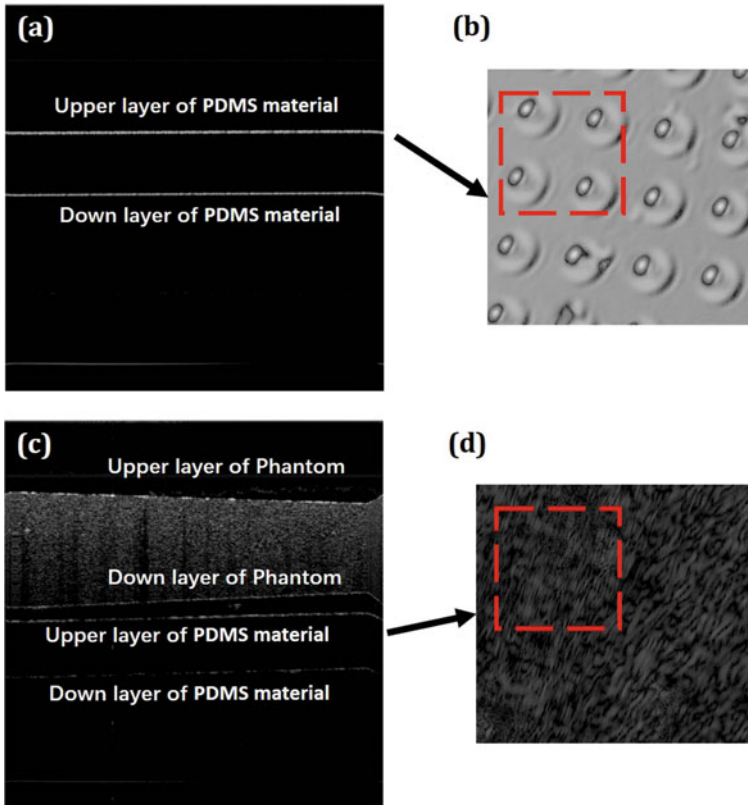 (a)
Upper layer of PDMS material
Down layer of PDMS material
(b)
(c)
Upper layer of Phantom
Down layer of Phantom
Upper layer of PDMS material
Down layer of PDMS material
(d)